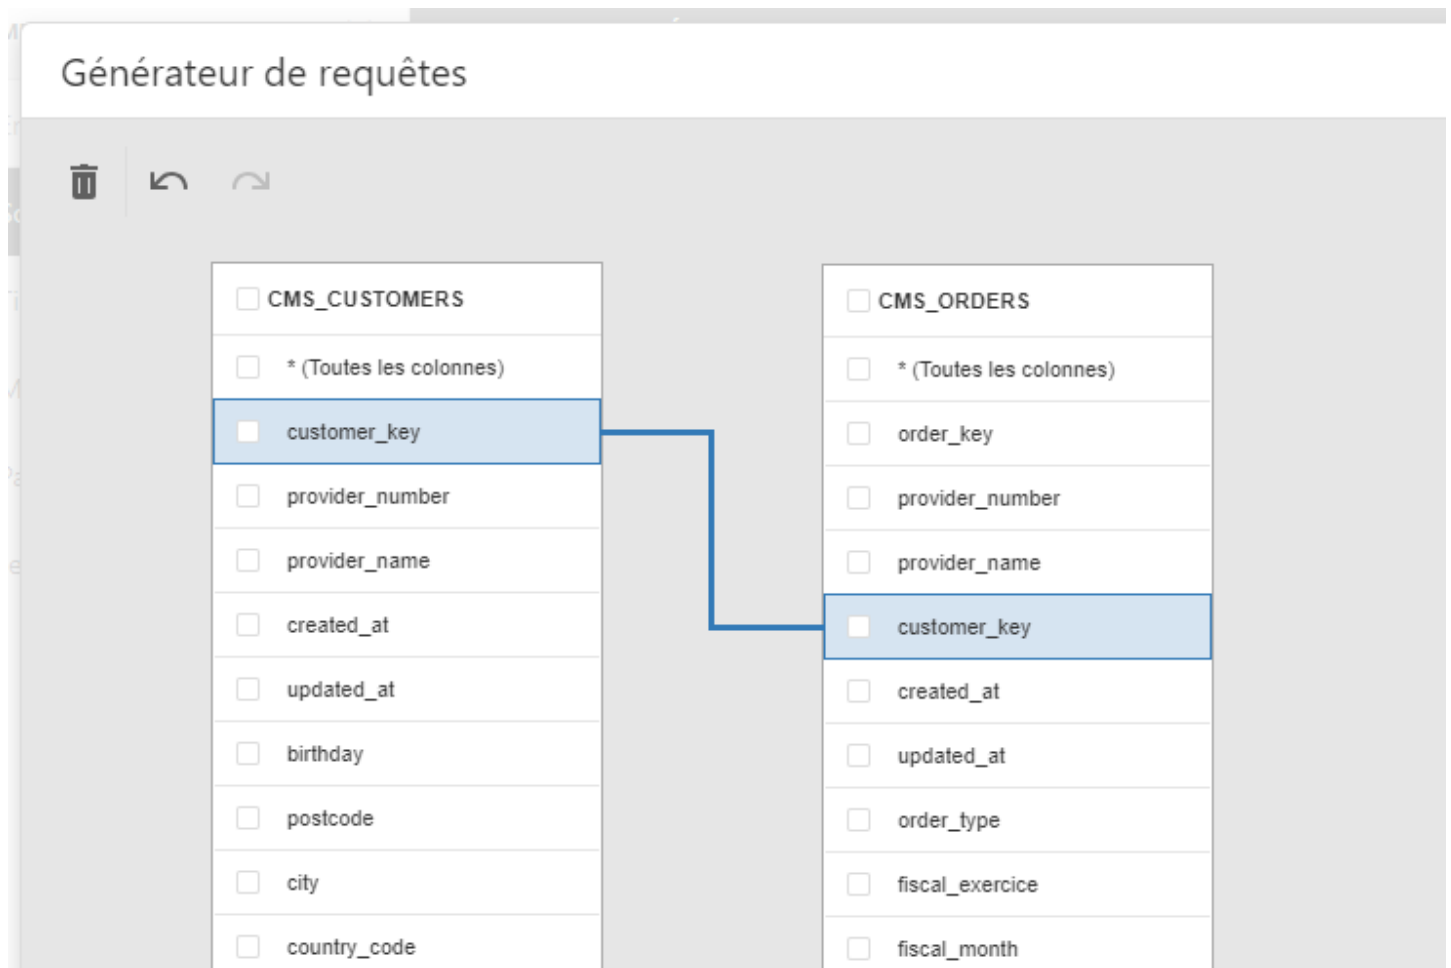 Générateur de requêtes
CMS_CUSTOMERS
* (Toutes les colonnes)
customer_key
provider_number
provider_name
created_at
updated_at
birthday
postcode
city
country_code
CMS_ORDERS
* (Toutes les colonnes)
order_key
provider_number
provider_name
customer_key
created_at
updated_at
order_type
fiscal_exercice
fiscal_month